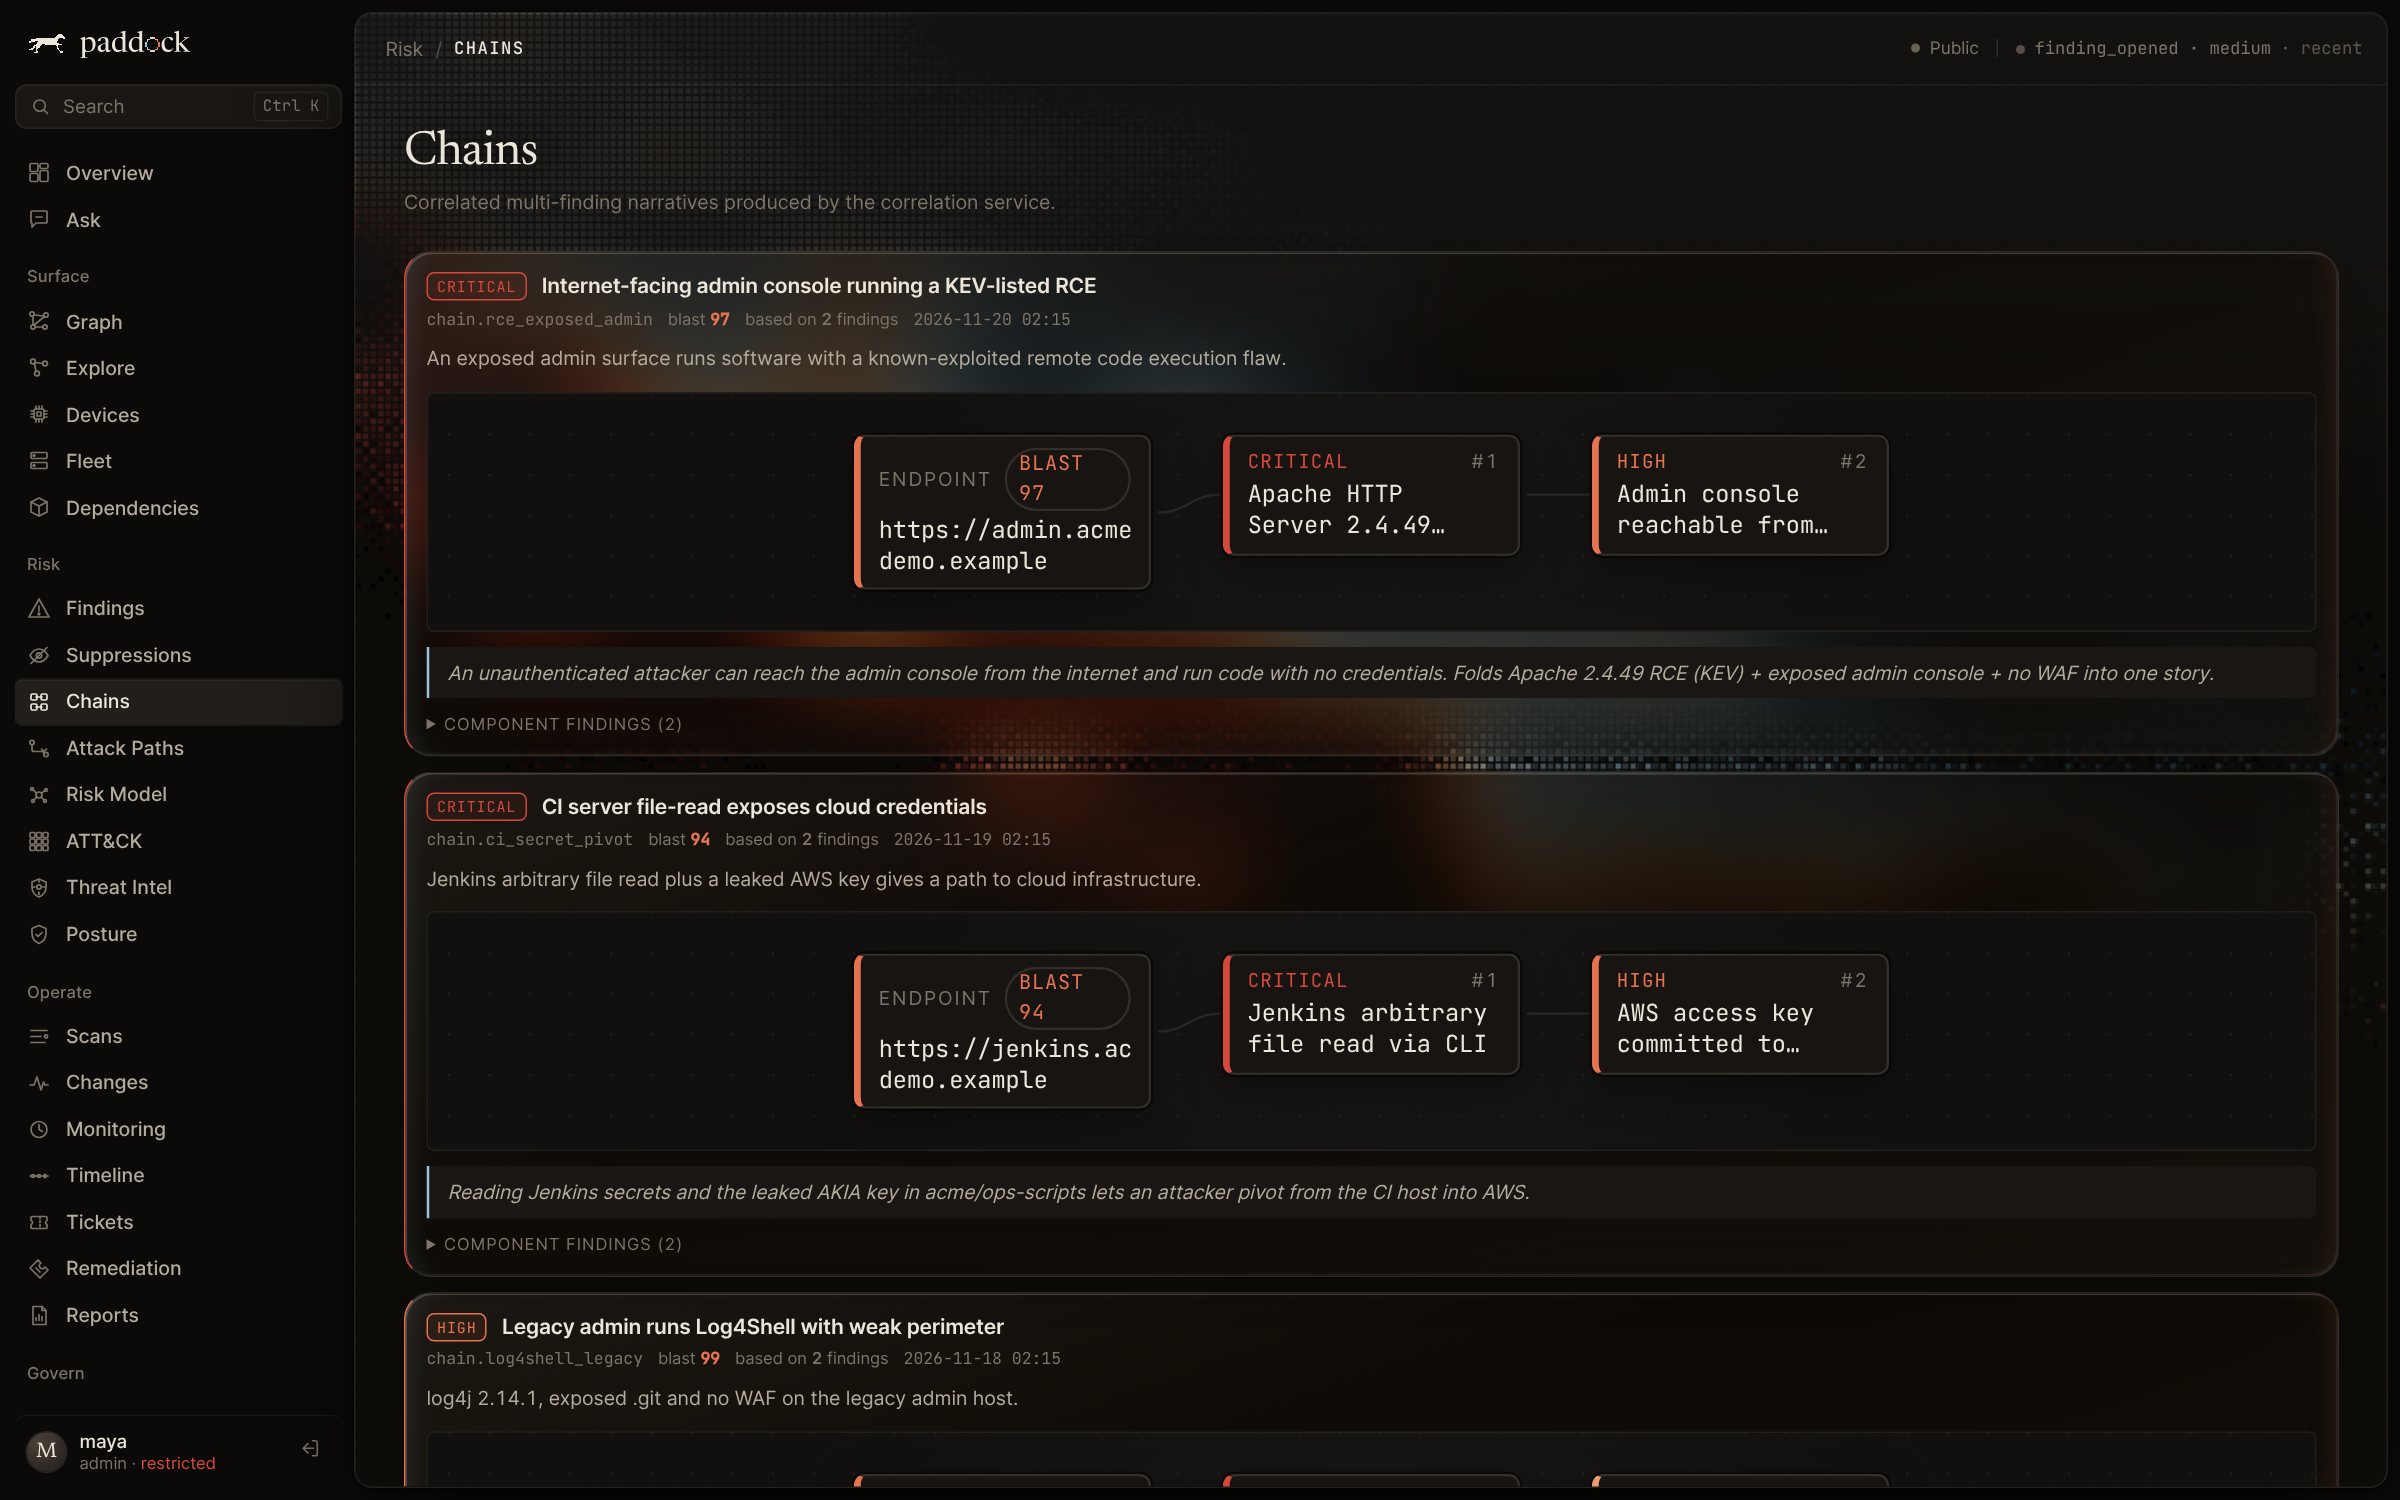 paddock
Search
Ctrl K
Overview
Ask
Surface
Graph
Explore
Devices
Fleet
Dependencies
Risk
Findings
Suppressions
Chains
Attack Paths
Risk Model
ATT&CK
Threat Intel
Posture
Operate
Scans
Changes
Monitoring
Timeline
Tickets
Remediation
Reports
Govern
M
maya
admin · restricted
Risk / CHAINS
Public
finding_opened · medium · recent
Chains
Correlated multi-finding narratives produced by the correlation service.
CRITICAL Internet-facing admin console running a KEV-listed RCE
chain.rce_exposed_admin blast 97 based on 2 findings 2026-11-20 02:15
An exposed admin surface runs software with a known-exploited remote code execution flaw.
ENDPOINT
BLAST
97
https://admin.acme
demo.example
CRITICAL #1
Apache HTTP
Server 2.4.49…
HIGH #2
Admin console
reachable from…
An unauthenticated attacker can reach the admin console from the internet and run code with no credentials. Folds Apache 2.4.49 RCE (KEV) + exposed admin console + no WAF into one story.
COMPONENT FINDINGS (2)
CRITICAL CI server file-read exposes cloud credentials
chain.ci_secret_pivot blast 94 based on 2 findings 2026-11-19 02:15
Jenkins arbitrary file read plus a leaked AWS key gives a path to cloud infrastructure.
ENDPOINT
BLAST
94
https://jenkins.ac
demo.example
CRITICAL #1
Jenkins arbitrary
file read via CLI
HIGH #2
AWS access key
committed to…
Reading Jenkins secrets and the leaked AKIA key in acme/ops-scripts lets an attacker pivot from the CI host into AWS.
COMPONENT FINDINGS (2)
HIGH Legacy admin runs Log4Shell with weak perimeter
chain.log4shell_legacy blast 99 based on 2 findings 2026-11-18 02:15
log4j 2.14.1, exposed .git and no WAF on the legacy admin host.